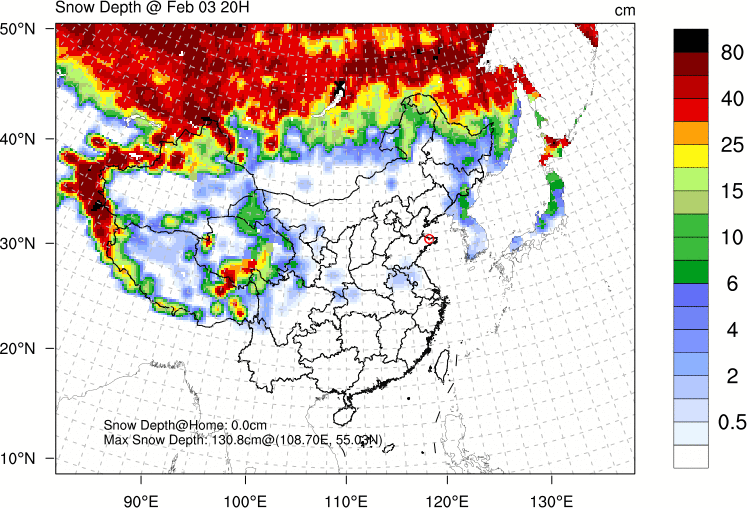 Snow Depth @ Feb 03 20H
cm
50°N
40°N
30°N
20°N
10°N
Snow Depth@Home: 0.0cm
Max Snow Depth: 130.8cm@(108.70E, 55.03N)
90°E
100°E
110°E
120°E
130°E
80
40
25
15
10
6
4
2
0.5